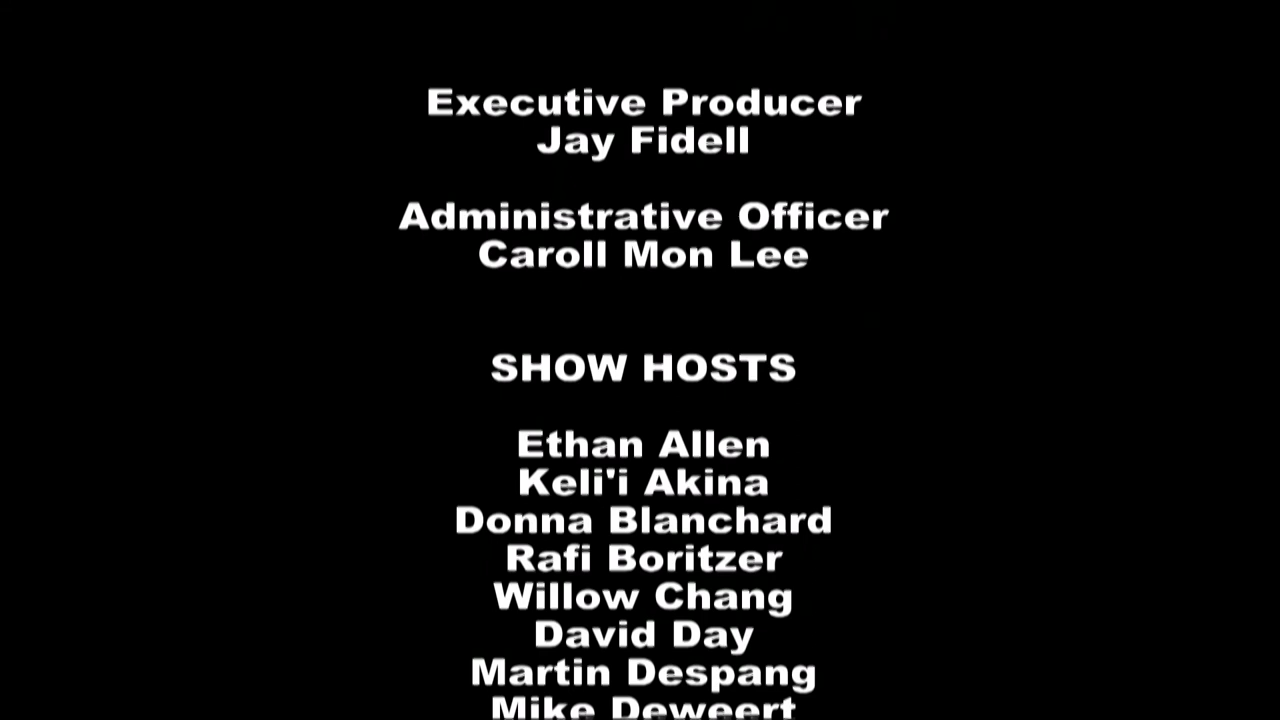 Executive Producer
Jay Fidell
Administrative Officer
Caroll Mon Lee
SHOW HOSTS
Ethan Allen
Keli'i Akina
Donna Blanchard
Rafi Boritzer
Willow Chang
David Day
Martin Despang
Mike Deweert